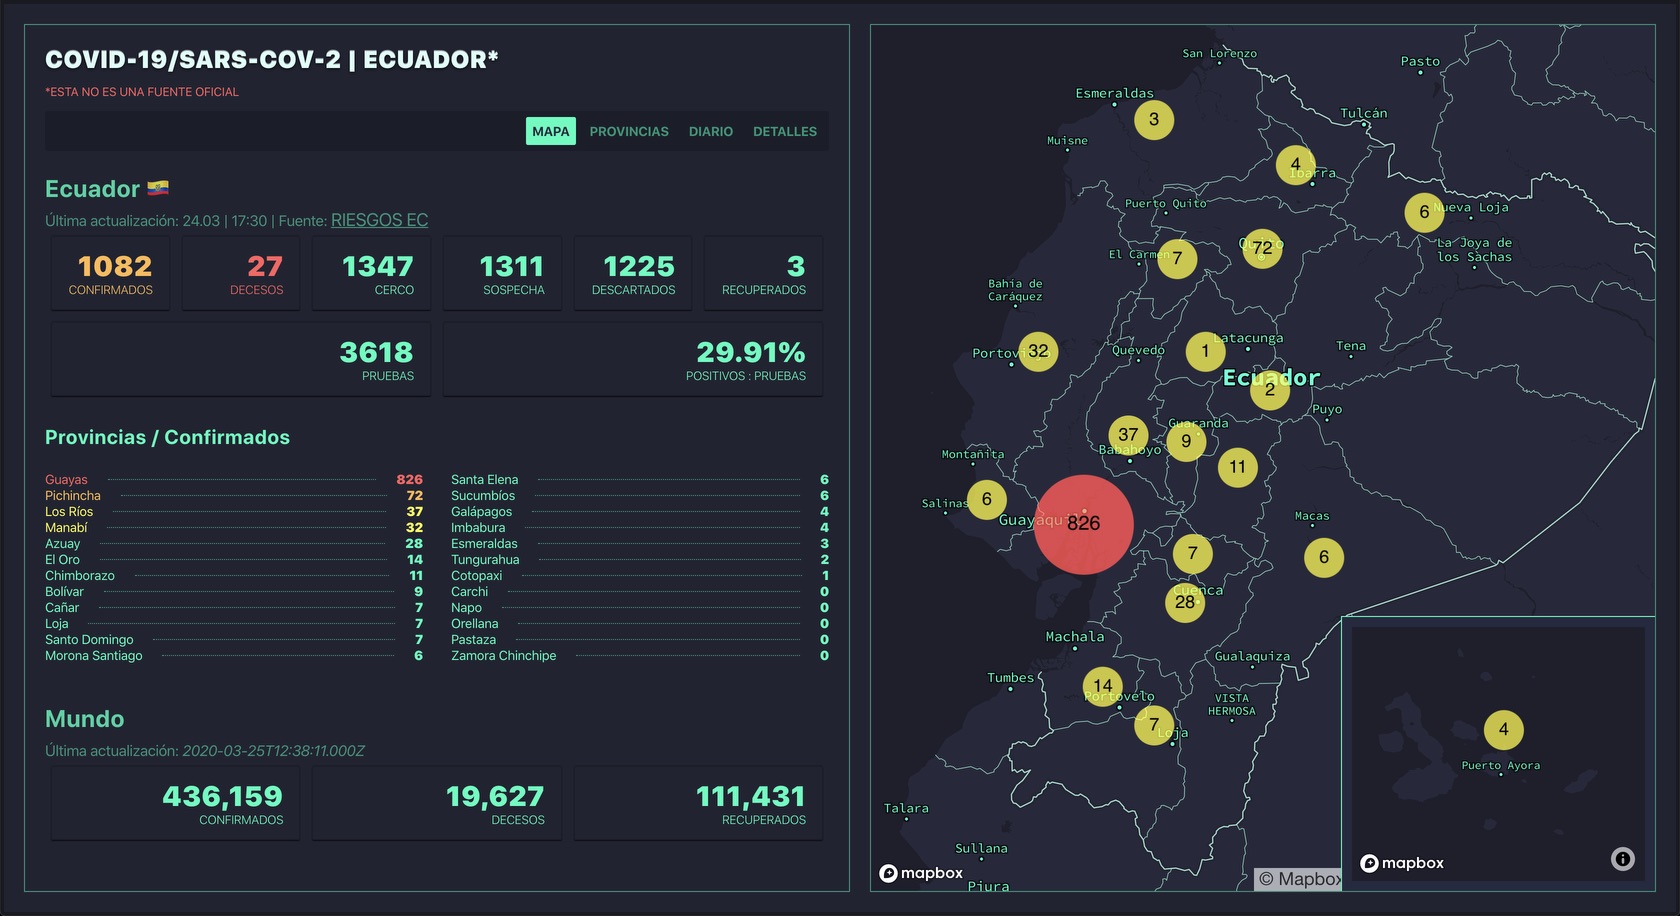 COVID-19/SARS-COV-2 | ECUADOR*
*ESTA NO ES UNA FUENTE OFICIAL
MAPA PROVINCIAS DIARIO DETALLES
Ecuador
Última actualización: 24.03 | 17:30 | Fuente: RIESGOS EC
1082 27 1347 1311 1225 3
CONFIRMADOS DECESOS CERCO SOSPECHA DESCARTADOS RECUPERADOS
3618 29.91%
PRUEBAS POSITIVOS : PRUEBAS
Provincias / Confirmados
Guayas 826
Pichincha 72
Los Ríos 37
Manabí 32
Azuay 28
El Oro 14
Chimborazo 11
Bolívar 9
Cañar 7
Loja 7
Santo Domingo 7
Morona Santiago 6
Santa Elena 6
Sucumbíos 6
Galápagos 4
Imbabura 4
Esmeraldas 3
Tungurahua 2
Cotopaxi 1
Carchi 0
Napo 0
Orellana 0
Pastaza 0
Zamora Chinchipe 0
Mundo
Última actualización: 2020-03-25T12:38:11.000Z
436,159 19,627 111,431
CONFIRMADOS DECESOS RECUPERADOS
San Lorenzo
Pasto
Esmeraldas
3
Tulcán
Muisne
4
Ibarra
Puerto Quito
6
Nueva Loja
El Carmen
7
Quito
72
La Joya de
los Sachas
Bahia de
Caráquez
Portoviejo
32
Quevedo
1
Latacunga
Tena
Ecuador
2
Puyo
37
Babahoyo
Guaranda
9
11
Montañita
Salinas
6
Guayaquil
826
Macas
7
6
Cuenca
28
Machala
Gualaquiza
Tumbes
14
Portovelo
VISTA
HERMOSA
7
Loja
4
Puerto Ayora
Talara
Sullana
Piura
mapbox
© Mapbox
mapbox